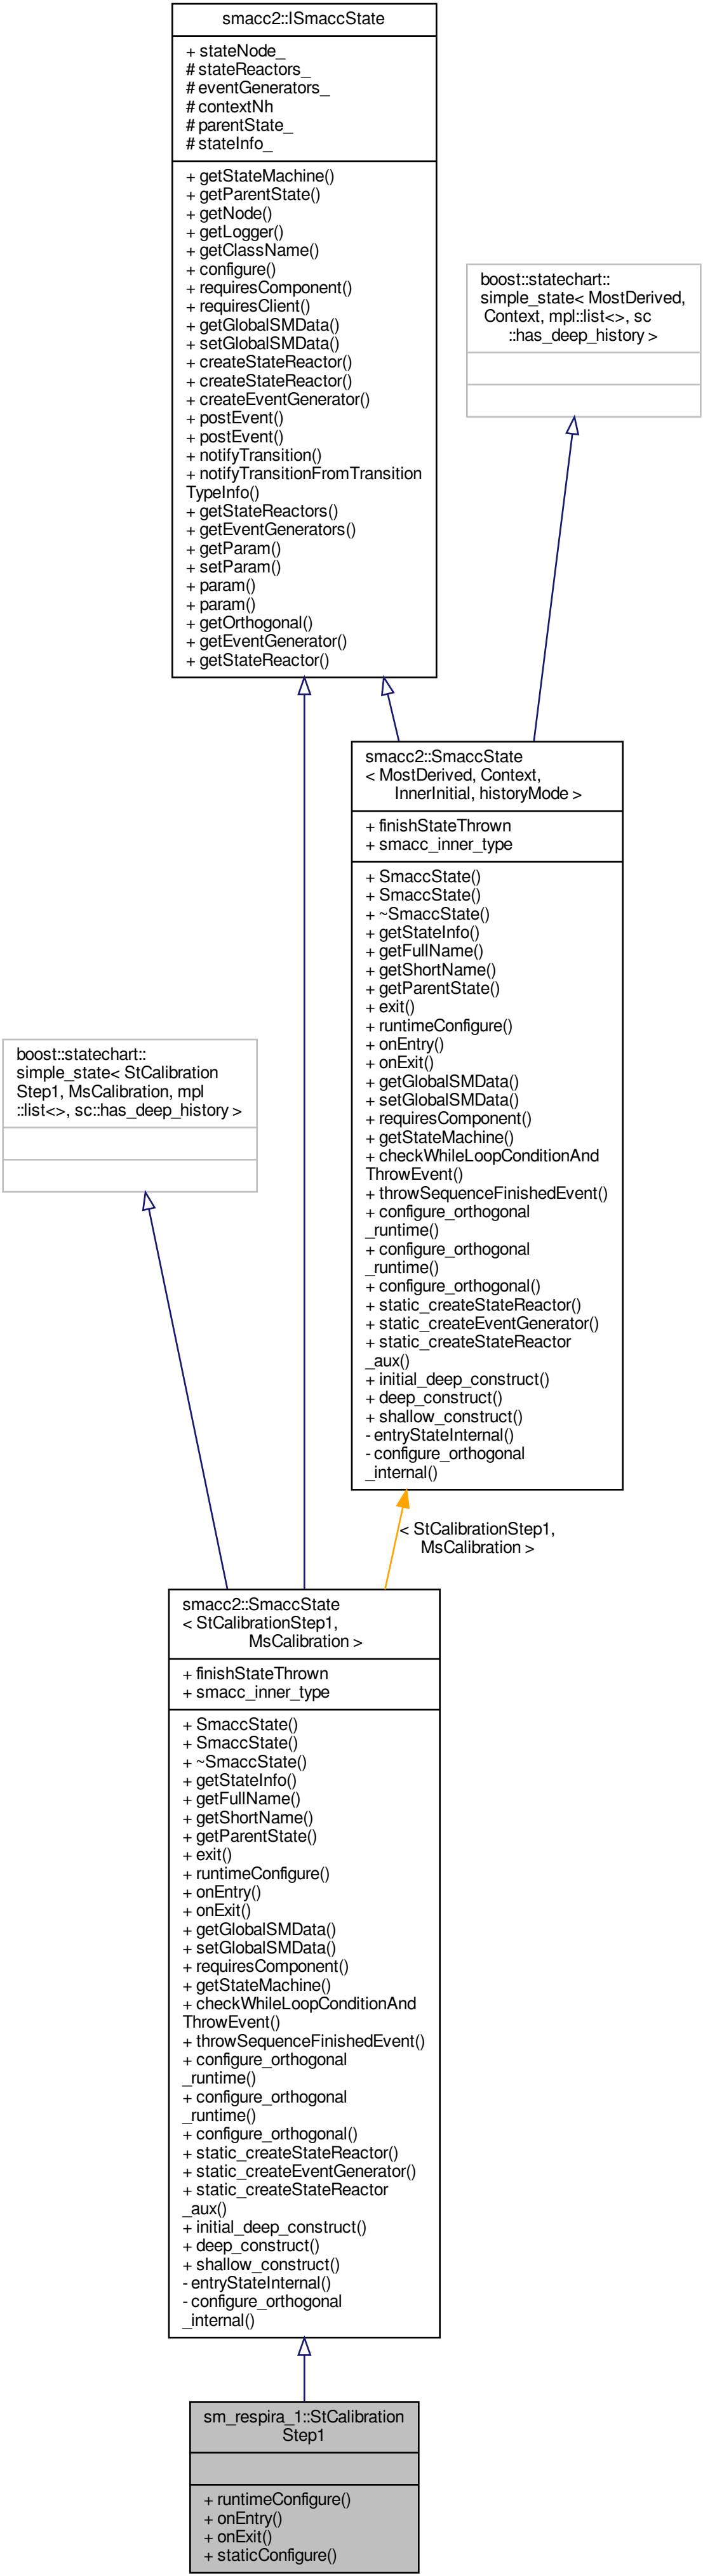 smacc2::ISmaccState
+ stateNode_
# stateReactors_
# eventGenerators_
# contextNh
# parentState_
# stateInfo_
+ getStateMachine()
+ getParentState()
+ getNode()
+ getLogger()
+ getClassName()
+ configure()
+ requiresComponent()
+ requiresClient()
+ getGlobalSMData()
+ setGlobalSMData()
+ createStateReactor()
+ createStateReactor()
+ createEventGenerator()
+ postEvent()
+ postEvent()
+ notifyTransition()
+ notifyTransitionFromTransition
TypeInfo()
+ getStateReactors()
+ getEventGenerators()
+ getParam()
+ setParam()
+ param()
+ param()
+ getOrthogonal()
+ getEventGenerator()
+ getStateReactor()
boost::statechart::
simple_state< MostDerived,
Context, mpl::list<>, sc
::has_deep_history >
smacc2::SmaccState
< MostDerived, Context,
InnerInitial, historyMode >
+ finishStateThrown
+ smacc_inner_type
+ SmaccState()
+ SmaccState()
+ ~SmaccState()
+ getStateInfo()
+ getFullName()
+ getShortName()
+ getParentState()
+ exit()
+ runtimeConfigure()
+ onEntry()
+ onExit()
+ getGlobalSMData()
+ setGlobalSMData()
+ requiresComponent()
+ getStateMachine()
+ checkWhileLoopConditionAnd
ThrowEvent()
+ throwSequenceFinishedEvent()
+ configure_orthogonal
_runtime()
+ configure_orthogonal
_runtime()
+ configure_orthogonal()
+ static_createStateReactor()
+ static_createEventGenerator()
+ static_createStateReactor
_aux()
+ initial_deep_construct()
+ deep_construct()
+ shallow_construct()
- entryStateInternal()
- configure_orthogonal
_internal()
boost::statechart::
simple_state< StCalibration
Step1, MsCalibration, mpl
::list<>, sc::has_deep_history >
< StCalibrationStep1,
MsCalibration >
smacc2::SmaccState
< StCalibrationStep1,
MsCalibration >
+ finishStateThrown
+ smacc_inner_type
+ SmaccState()
+ SmaccState()
+ ~SmaccState()
+ getStateInfo()
+ getFullName()
+ getShortName()
+ getParentState()
+ exit()
+ runtimeConfigure()
+ onEntry()
+ onExit()
+ getGlobalSMData()
+ setGlobalSMData()
+ requiresComponent()
+ getStateMachine()
+ checkWhileLoopConditionAnd
ThrowEvent()
+ throwSequenceFinishedEvent()
+ configure_orthogonal
_runtime()
+ configure_orthogonal
_runtime()
+ configure_orthogonal()
+ static_createStateReactor()
+ static_createEventGenerator()
+ static_createStateReactor
_aux()
+ initial_deep_construct()
+ deep_construct()
+ shallow_construct()
- entryStateInternal()
- configure_orthogonal
_internal()
sm_respira_1::StCalibration
Step1
+ runtimeConfigure()
+ onEntry()
+ onExit()
+ staticConfigure()